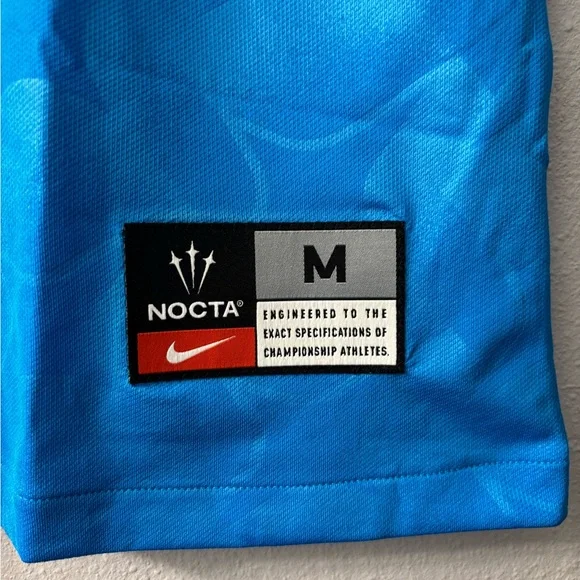 NOCTA®
M
ENGINEERED TO THE
EXACT SPECIFICATIONS OF
CHAMPIONSHIP ATHLETES.